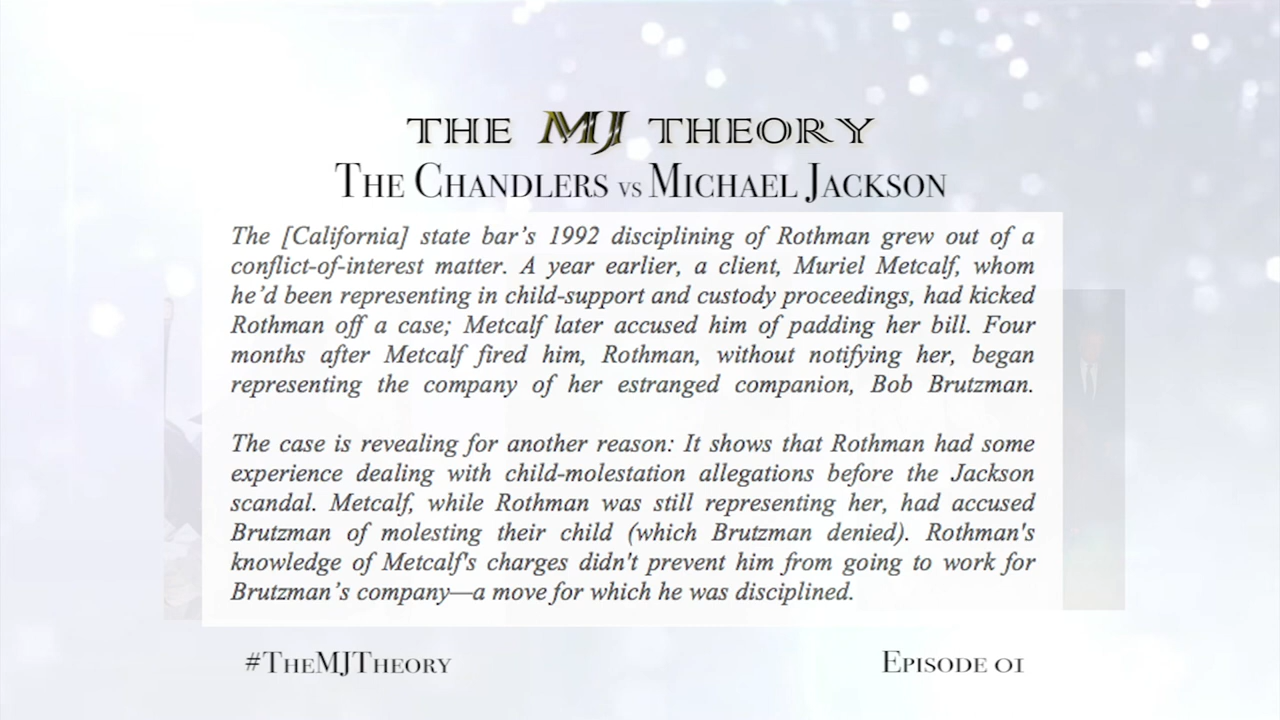 THE MJ THEORY
THE CHANDLERS VS MICHAEL JACKSON
The [California] state bar’s 1992 disciplining of Rothman grew out of a
conflict-of-interest matter. A year earlier, a client, Muriel Metcalf, whom
he’d been representing in child-support and custody proceedings, had kicked
Rothman off a case; Metcalf later accused him of padding her bill. Four
months after Metcalf fired him, Rothman, without notifying her, began
representing the company of her estranged companion, Bob Brutzman.
The case is revealing for another reason: It shows that Rothman had some
experience dealing with child-molestation allegations before the Jackson
scandal. Metcalf, while Rothman was still representing her, had accused
Brutzman of molesting their child (which Brutzman denied). Rothman's
knowledge of Metcalf's charges didn't prevent him from going to work for
Brutzman’s company—a move for which he was disciplined.
#THEMJTHEORY
EPISODE 01